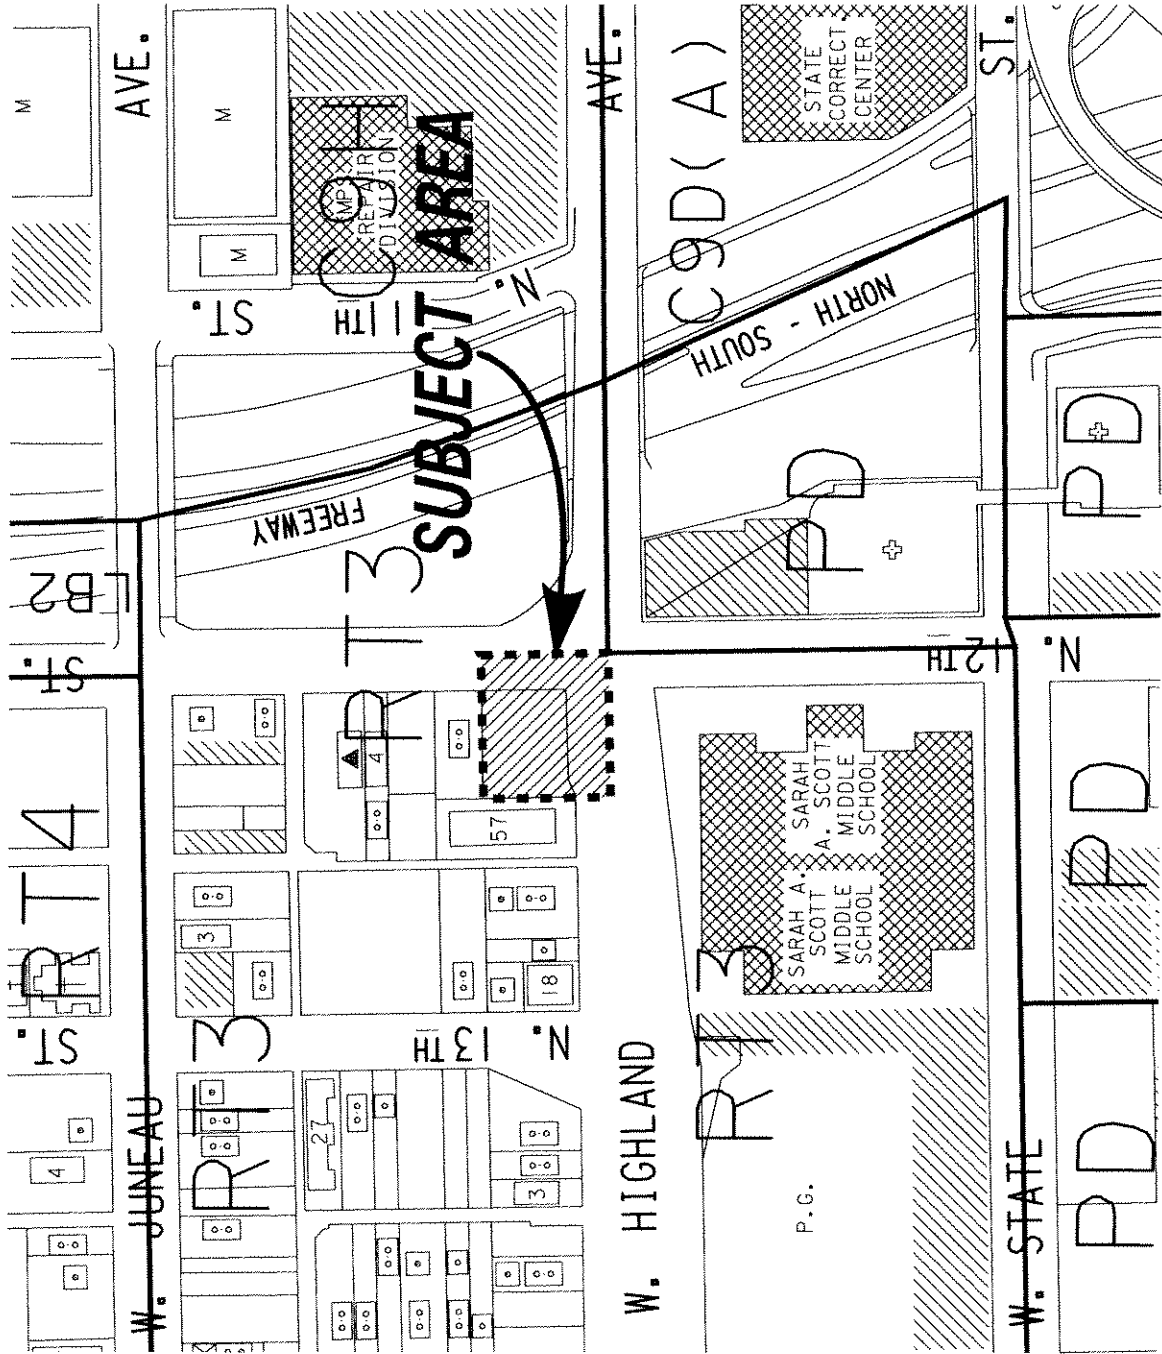 W. JUNEAU AVE.
W. HIGHLAND AVE.
W. STATE ST.
N. 11TH ST.
N. 12TH ST.
N. 13TH ST.
NORTH - SOUTH FREEWAY
SUBJECT AREA
RT4
LB2
RT3
RT3
RT3
C9D(A)
PD
PD
PD
PD
M
M
M
REPAIR
DIVISION
STATE
CORRECT.
CENTER
SARAH A.
SCOTT
MIDDLE
SCHOOL
SARAH
A. SCOTT
MIDDLE
SCHOOL
P.G.
4
3
57
18
27
3
4